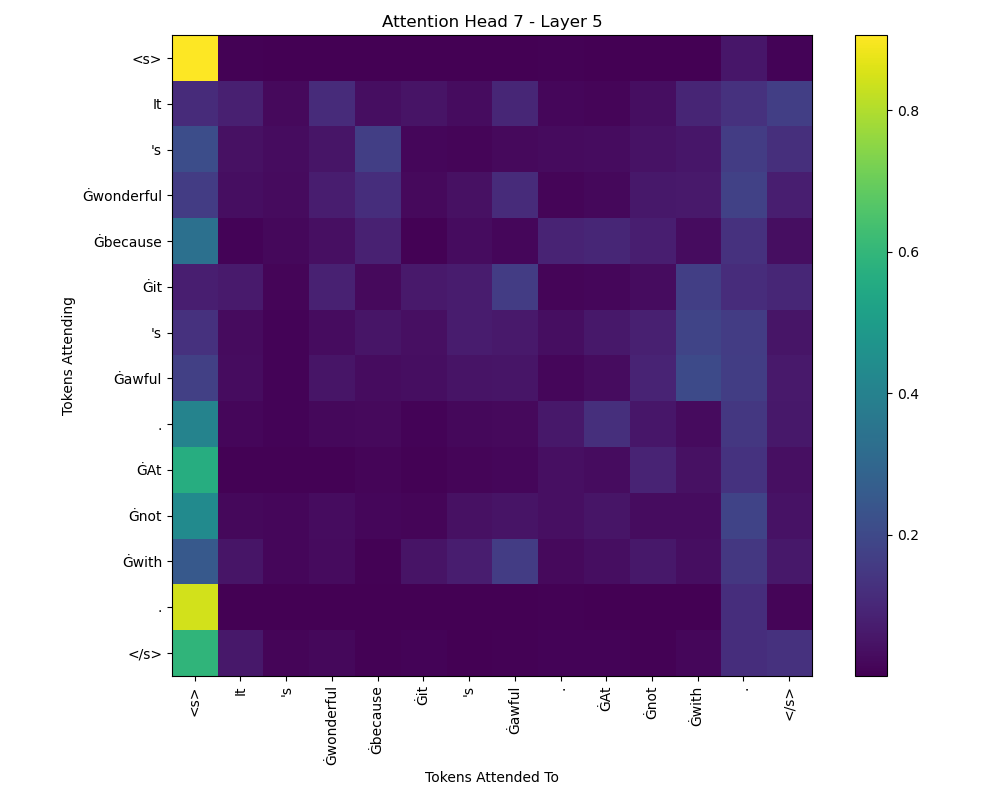 Attention Head 7 - Layer 5
Tokens Attending
<s>
It
's
Ġwonderful
Ġbecause
Ġit
's
Ġawful
.
ĠAt
Ġnot
Ġwith
.
</s>
<s>
It
's
Ġwonderful
Ġbecause
Ġit
's
Ġawful
.
ĠAt
Ġnot
Ġwith
.
</s>
Tokens Attended To
0.8
0.6
0.4
0.2